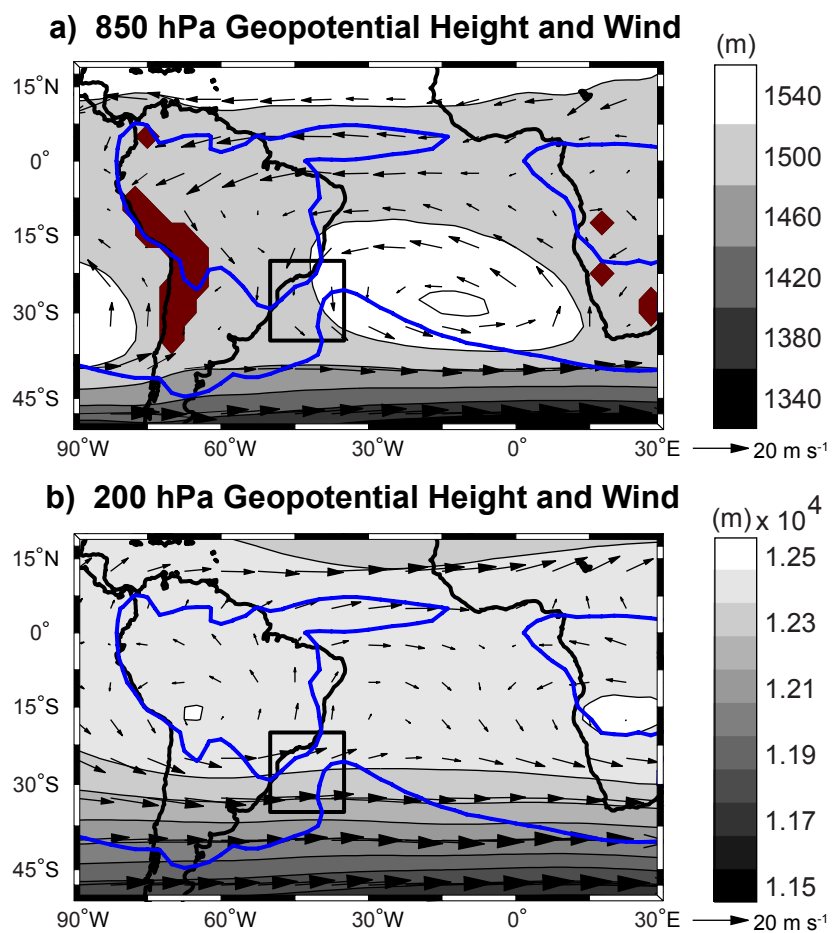 a) 850 hPa Geopotential Height and Wind
(m)
15°N
0°
15°S
30°S
45°S
90°W
60°W
30°W
0°
30°E
1540
1500
1460
1420
1380
1340
20 m s⁻¹
b) 200 hPa Geopotential Height and Wind
(m) x 10⁴
15°N
0°
15°S
30°S
45°S
90°W
60°W
30°W
0°
30°E
1.25
1.23
1.21
1.19
1.17
1.15
20 m s⁻¹